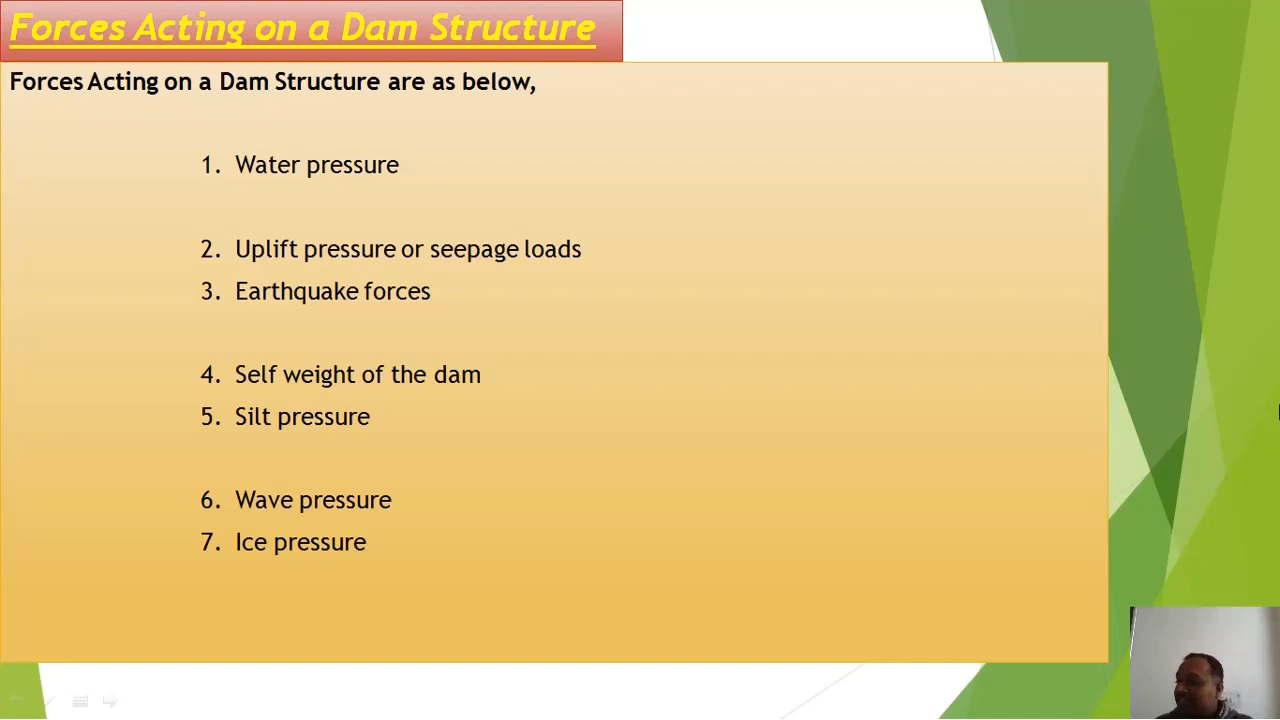 Forces Acting on a Dam Structure
Forces Acting on a Dam Structure are as below,
1. Water pressure
2. Uplift pressure or seepage loads
3. Earthquake forces
4. Self weight of the dam
5. Silt pressure
6. Wave pressure
7. Ice pressure